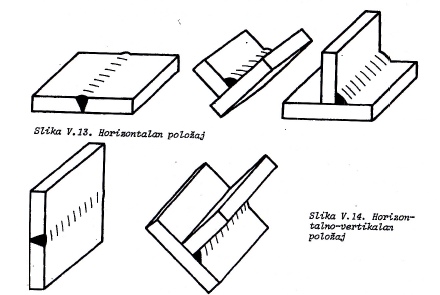 Slika V.13. Horizontalan položaj
Slika V.14. Horizon-
talno-vertikalan
položaj